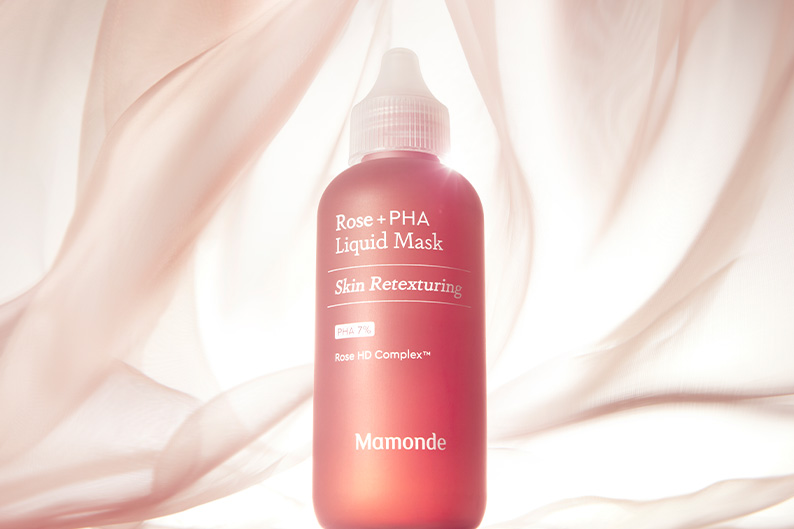 Rose + PHA
Liquid Mask
Skin Retexturing
PHA 7%
Rose HD Complex™
Mamonde